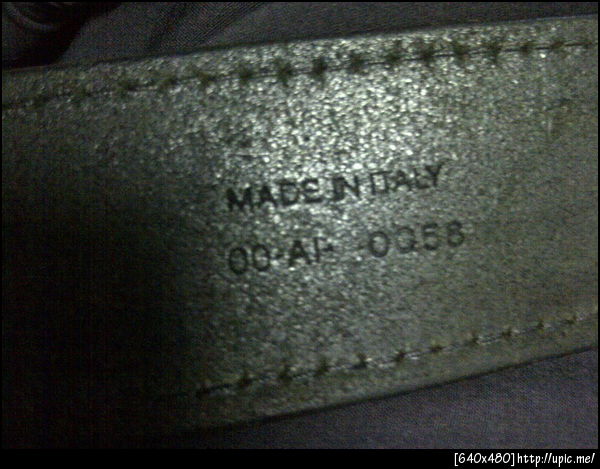 MADE IN ITALY
00-AI- 0058
[640x480]http://upic.me/